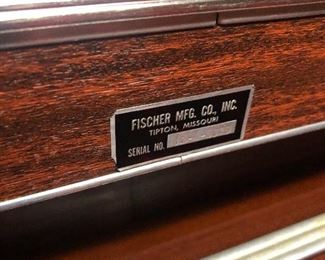 FISCHER MFG. CO., INC.
TIPTON, MISSOURI
SERIAL NO.